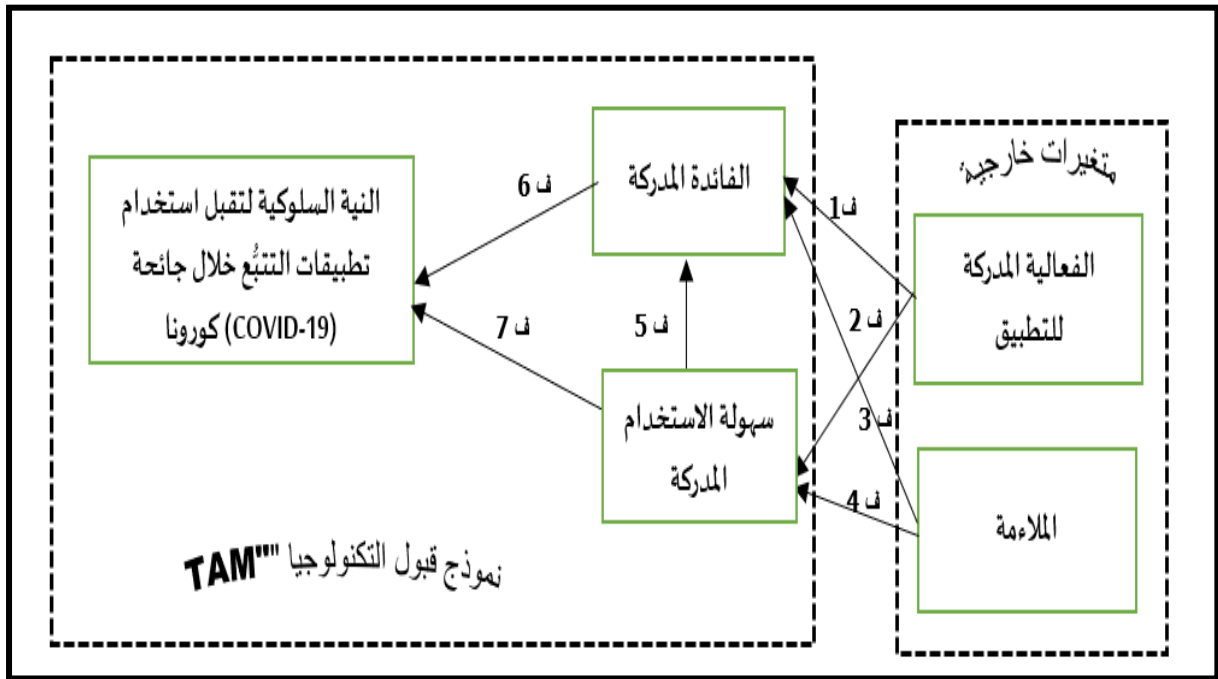 متغيرات خارجية
الفعالية المدركة
للتطبيق
الملاءمة
ف1
ف 2
ف 3
ف 4
الفائدة المدركة
ف 5
سهولة الاستخدام
المدركة
ف 6
ف 7
النية السلوكية لتقبل استخدام
تطبيقات التتبُّع خلال جائحة
(COVID-19) كورونا
نموذج قبول التكنولوجيا ""TAM